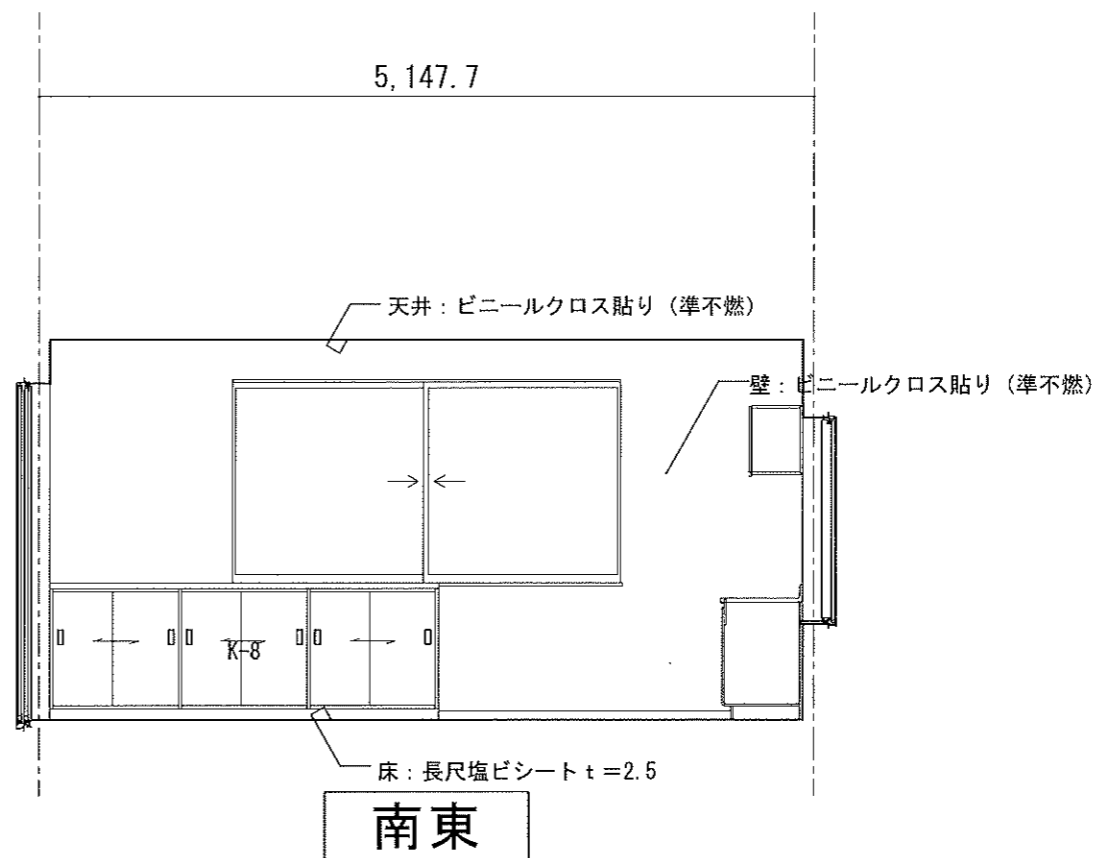 5,147.7
天井：ビニールクロス貼り（準不燃）
壁：ビニールクロス貼り（準不燃）
K-8
床：長尺塩ビシートｔ＝2.5
南東